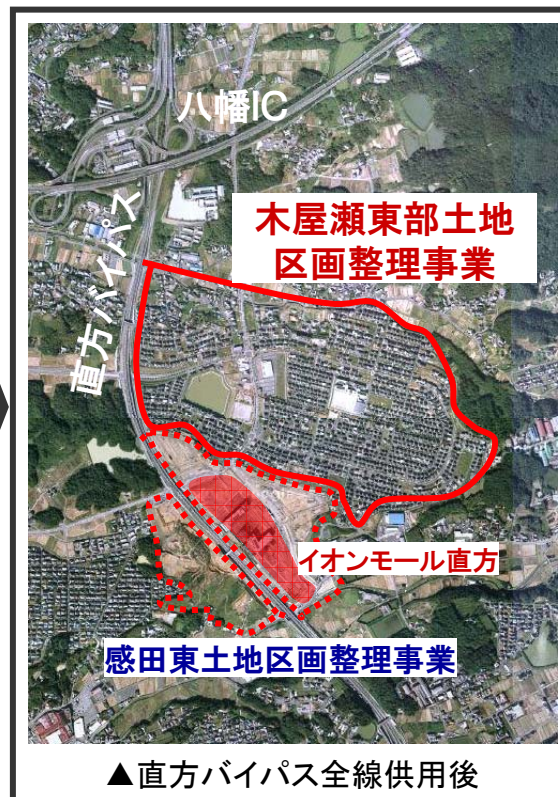 八幡IC
直方バイパス
木屋瀬東部土地
区画整理事業
イオンモール直方
感田東土地区画整理事業
▲直方バイパス全線供用後